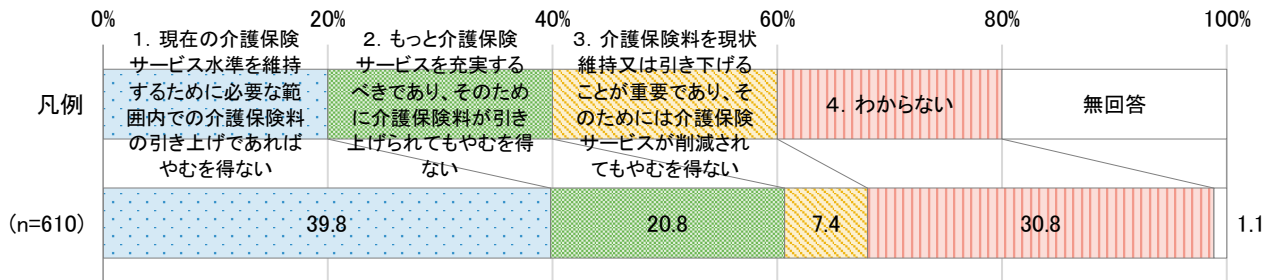 0% 20% 40% 60% 80% 100%
凡例
1．現在の介護保険
サービス水準を維持
するために必要な範
囲内での介護保険料
の引き上げであれば
やむを得ない
2．もっと介護保険
サービスを充実する
べきであり、そのため
に介護保険料が引き
上げられてもやむを得
ない
3．介護保険料を現状
維持又は引き下げる
ことが重要であり、そ
のためには介護保険
サービスが削減され
てもやむを得ない
4．わからない
無回答
(n=610) 39.8 20.8 7.4 30.8 1.1